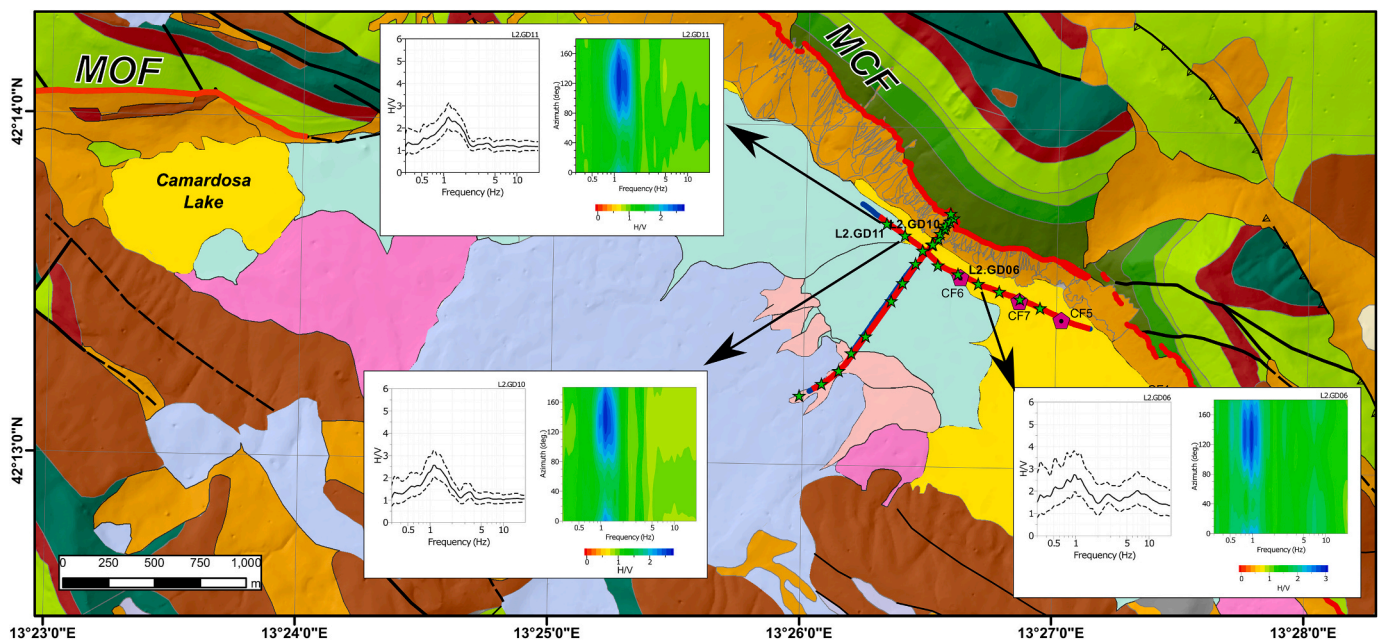 MOF
MCF
Camardosa
Lake
L2.GD11
L2.GD10
L2.GD06
CF6
CF7
CF5
L2.GD11
H/V
6
5
4
3
2
1
0
0.5 1 5 10
Frequency (Hz)
L2.GD11
Azimuth (deg.)
160
120
80
40
0
0.5 1 5 10
Frequency (Hz)
0 1 2
H/V
L2.GD10
H/V
6
5
4
3
2
1
0
0.5 1 5 10
Frequency (Hz)
Azimuth (deg.)
160
120
80
40
0
0.5 1 5 10
Frequency (Hz)
0 1 2
H/V
L2.GD06
H/V
6
5
4
3
2
1
0
0.5 1 5 10
Frequency (Hz)
L2.GD06
Azimuth (deg.)
160
120
80
40
0
0.5 1 5 10
Frequency (Hz)
0 1 2 3
H/V
0 250 500 750 1,000
m
42°14'0"N
42°13'0"N
13°23'0"E 13°24'0"E 13°25'0"E 13°26'0"E 13°27'0"E 13°28'0"E